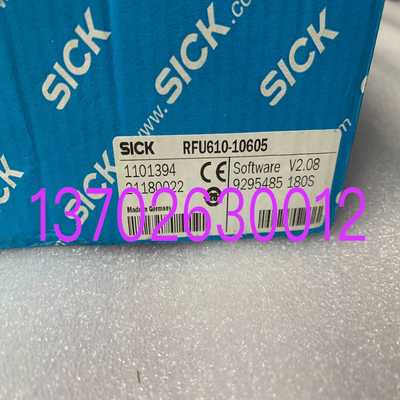 SICK
SICK
SICK
www.sick.com
SICK RFU610-10605
1101394 CE Software V2.08
21180022 9295485 180S
Made in Germany
13702630012